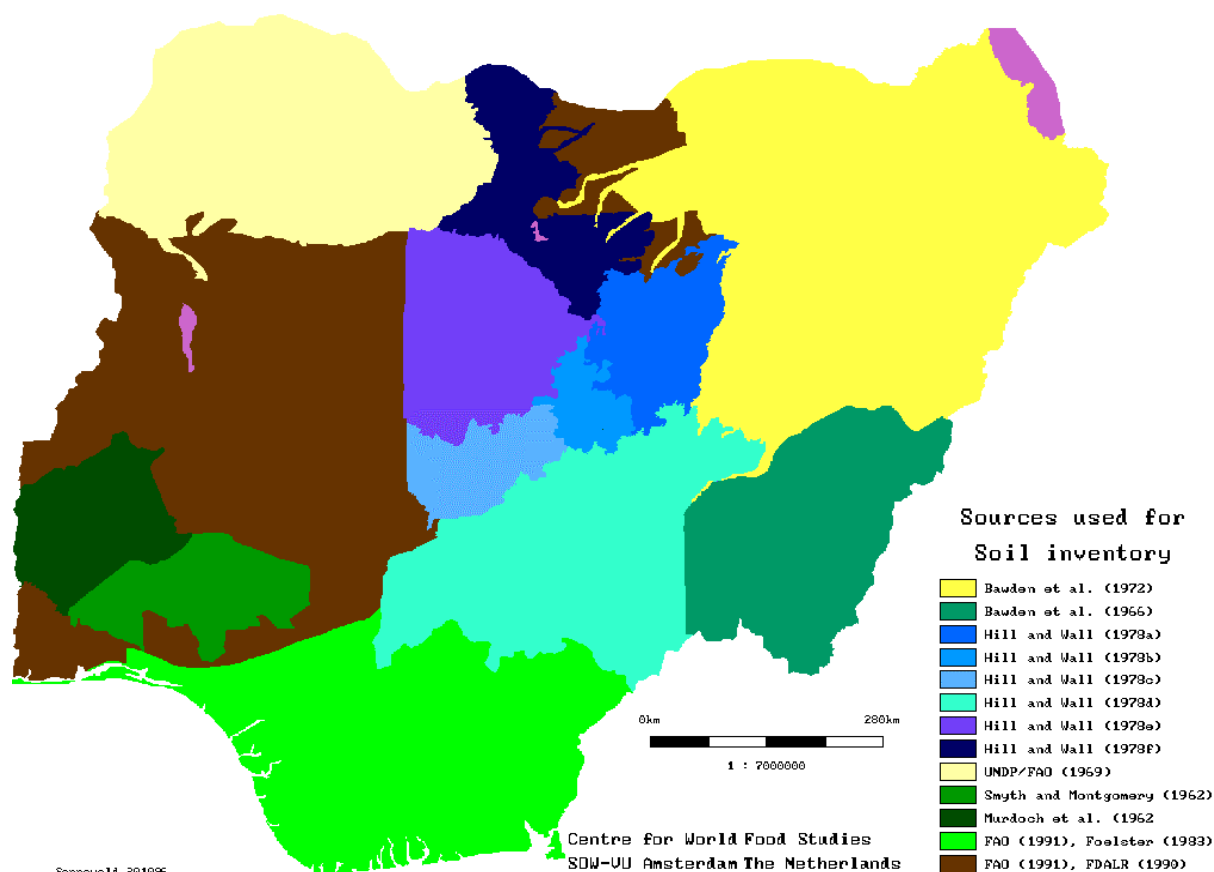 Sources used for
Soil inventory
Bawden et al. (1972)
Bawden et al. (1966)
Hill and Wall (1978a)
Hill and Wall (1978b)
Hill and Wall (1978c)
Hill and Wall (1978d)
Hill and Wall (1978e)
Hill and Wall (1978f)
UNDP/FAO (1969)
Smyth and Montgomery (1962)
Murdoch et al. (1962
FAO (1991), Foelster (1983)
FAO (1991), FDALR (1990)
0km 280km
1 : 7000000
Centre for World Food Studies
SOW-VU Amsterdam The Netherlands